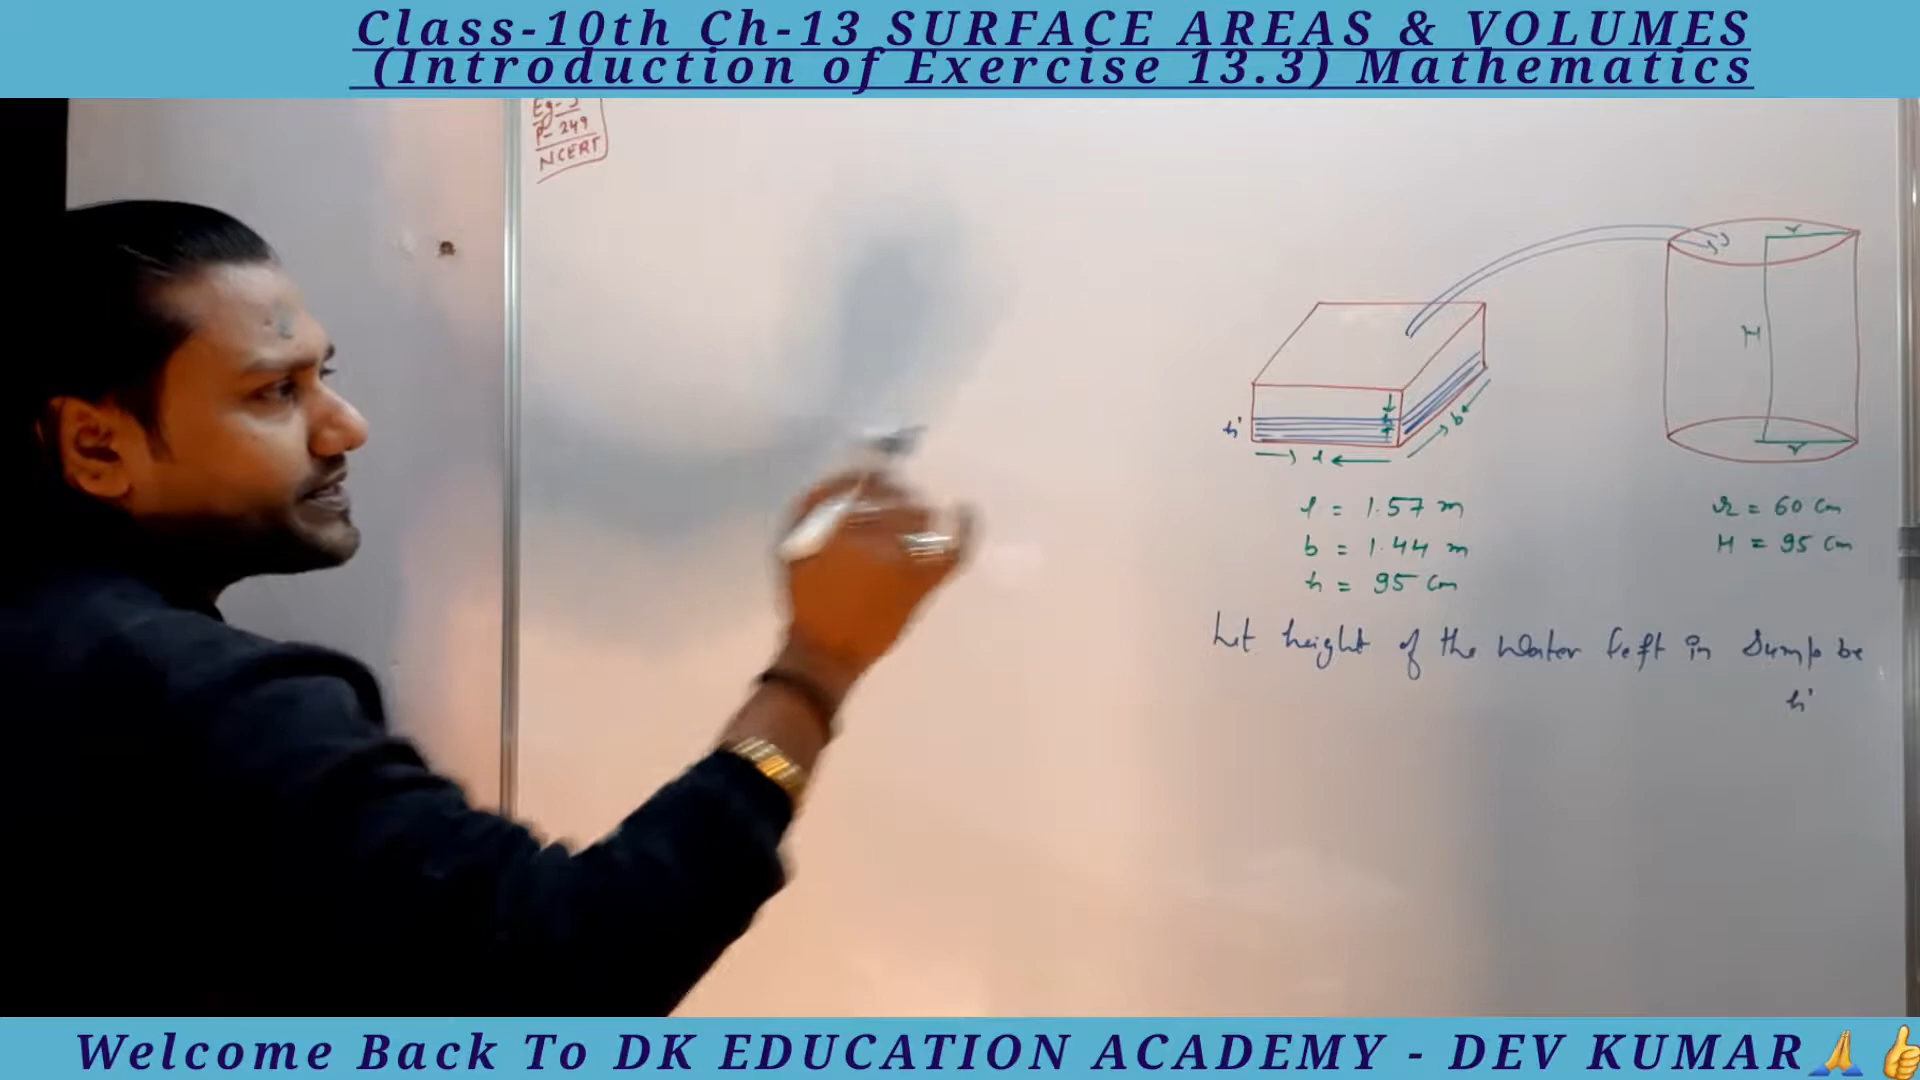 Class-10th Ch-13 SURFACE AREAS & VOLUMES
(Introduction of Exercise 13.3) Mathematics
Eg-
P- 249
NCERT
r
H
h'
h
b
l
r
l = 1.57 m
b = 1.44 m
h = 95 cm
r = 60 cm
H = 95 cm
Let height of the water left in Sump be
h'
Welcome Back To DK EDUCATION ACADEMY - DEV KUMAR🙏👍